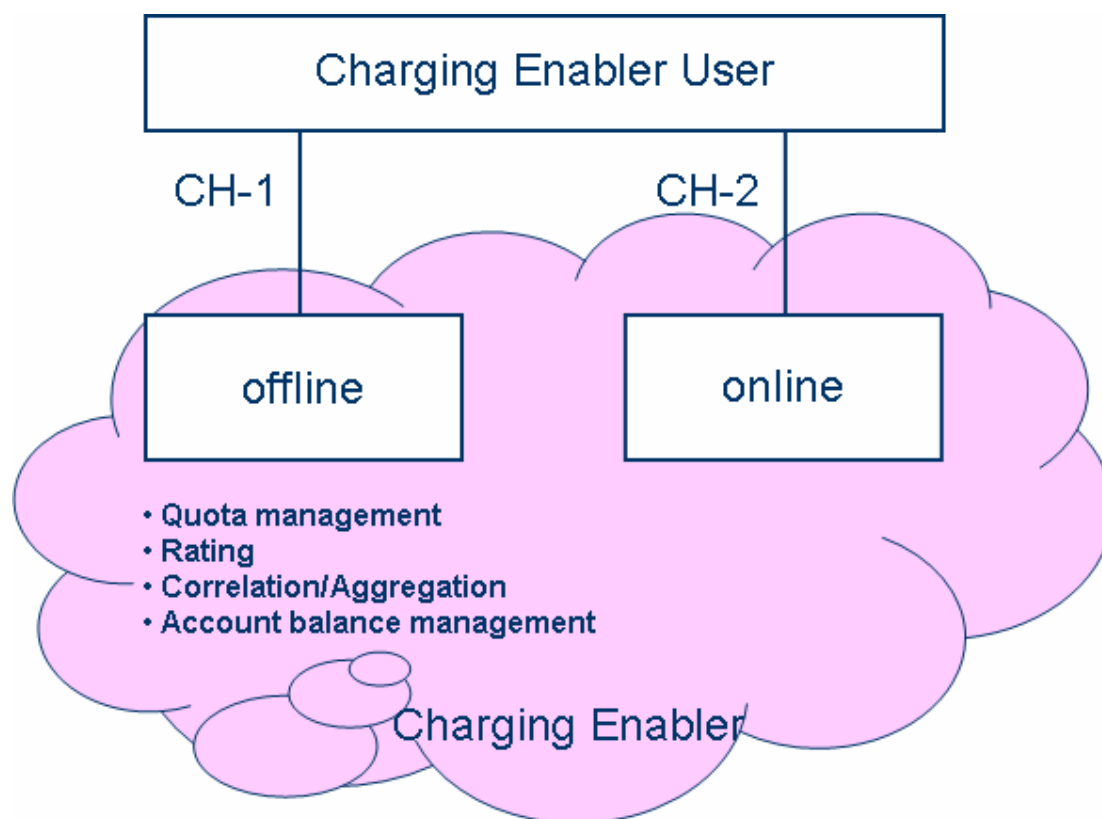 Charging Enabler User
CH-1
CH-2
offline
online
• Quota management
• Rating
• Correlation/Aggregation
• Account balance management
Charging Enabler